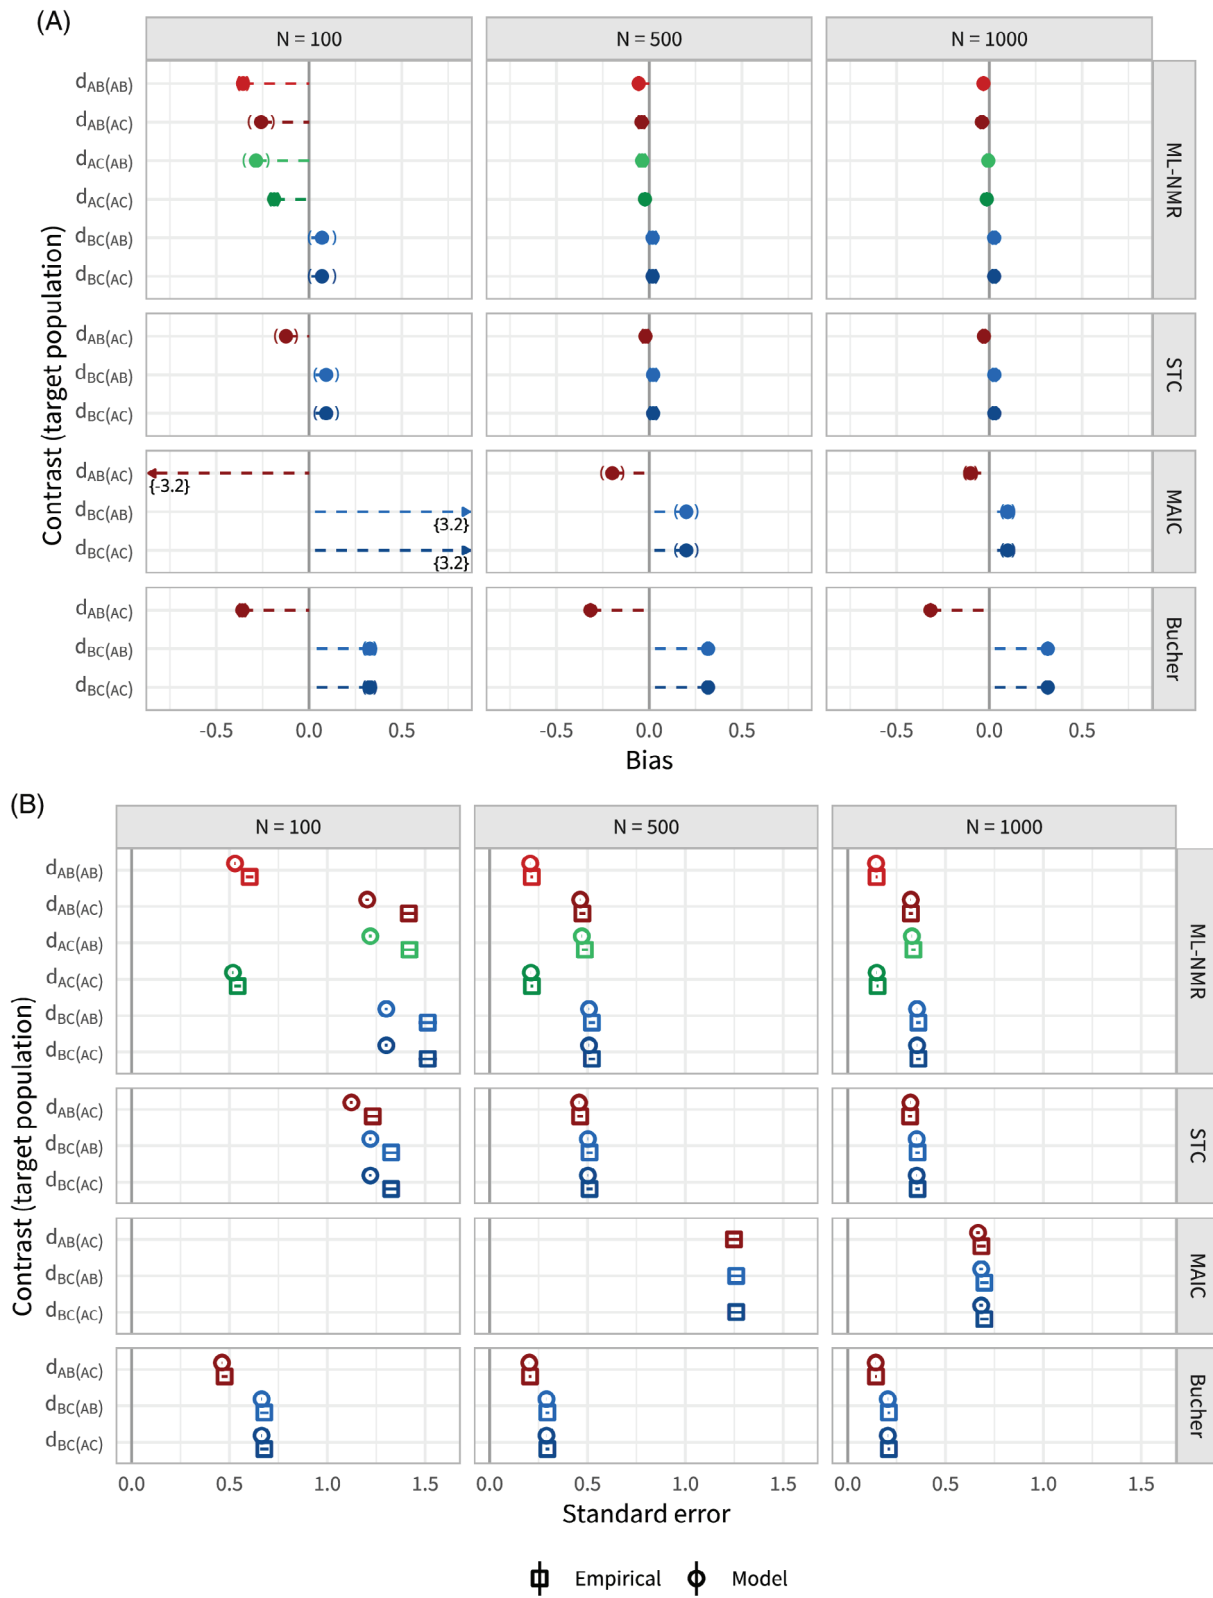 (A)
N = 100 N = 500 N = 1000
Contrast (target population)
dAB(AB)
dAB(AC)
dAC(AB)
dAC(AC)
dBC(AB)
dBC(AC)
ML-NMR
dAB(AC)
dBC(AB)
dBC(AC)
STC
dAB(AC)
{-3.2}
dBC(AB)
{3.2}
dBC(AC)
{3.2}
MAIC
dAB(AC)
dBC(AB)
dBC(AC)
Bucher
-0.5 0.0 0.5 -0.5 0.0 0.5 -0.5 0.0 0.5
Bias
(B)
N = 100 N = 500 N = 1000
Contrast (target population)
dAB(AB)
dAB(AC)
dAC(AB)
dAC(AC)
dBC(AB)
dBC(AC)
ML-NMR
dAB(AC)
dBC(AB)
dBC(AC)
STC
dAB(AC)
dBC(AB)
dBC(AC)
MAIC
dAB(AC)
dBC(AB)
dBC(AC)
Bucher
0.0 0.5 1.0 1.5 0.0 0.5 1.0 1.5 0.0 0.5 1.0 1.5
Standard error
Empirical Model